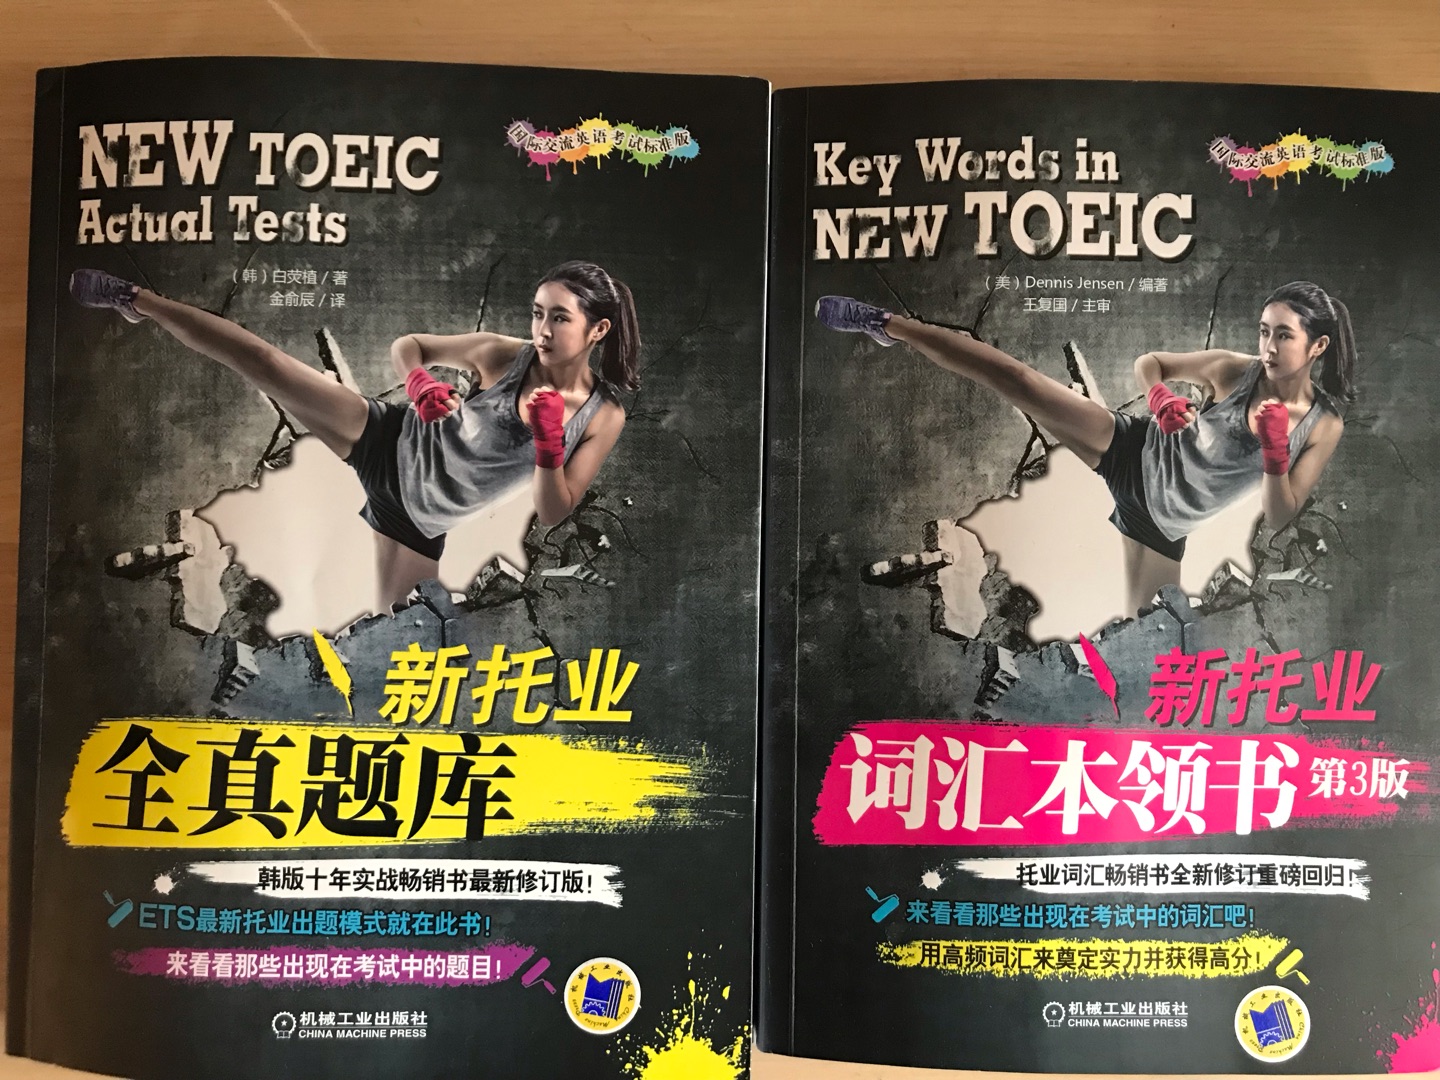 NEW TOEIC
Actual Tests
国际交流英语考试标准版
（韩）白荧植 / 著
金俞辰 / 译
新托业
全真题库
韩版十年实战畅销书最新修订版！
ETS最新托业出题模式就在此书！
来看看那些出现在考试中的题目！
机械工业出版社
CHINA MACHINE PRESS
Key Words in
NEW TOEIC
国际交流英语考试标准版
（美）Dennis Jensen / 编著
王复国 / 主审
新托业
词汇本领书 第3版
托业词汇畅销书全新修订重磅回归！
来看看那些出现在考试中的词汇吧！
用高频词汇来奠定实力并获得高分！
机械工业出版社
CHINA MACHINE PRESS